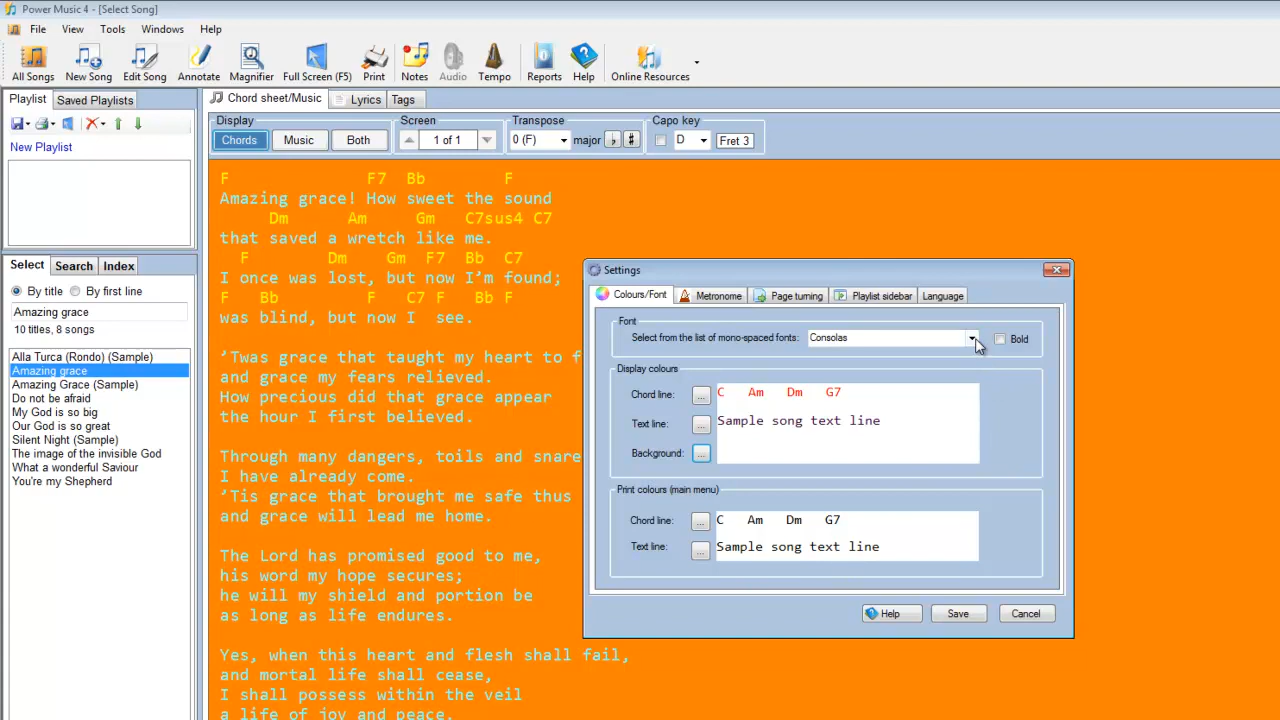 Power Music 4 - [Select Song]
File View Tools Windows Help
All Songs New Song Edit Song Annotate Magnifier Full Screen (F5) Print Notes Audio Tempo Reports Help Online Resources
Playlist Saved Playlists
New Playlist
Select Search Index
By title By first line
Amazing grace
10 titles, 8 songs
Alla Turca (Rondo) (Sample)
Amazing grace
Amazing Grace (Sample)
Do not be afraid
My God is so big
Our God is so great
Silent Night (Sample)
The image of the invisible God
What a wonderful Saviour
You're my Shepherd
Chord sheet/Music Lyrics Tags
Display Screen Transpose Capo key
Chords Music Both 1 of 1 0 (F) major ♭ ♯ D Fret 3
F F7 Bb F
Amazing grace! How sweet the sound
Dm Am Gm C7sus4 C7
that saved a wretch like me.
F Dm Gm F7 Bb C7
I once was lost, but now I'm found;
F Bb F C7 F Bb F
was blind, but now I see.
'Twas grace that taught my heart to f
and grace my fears relieved.
How precious did that grace appear
the hour I first believed.
Through many dangers, toils and snare
I have already come.
'Tis grace that brought me safe thus
and grace will lead me home.
The Lord has promised good to me,
his word my hope secures;
he will my shield and portion be
as long as life endures.
Yes, when this heart and flesh shall fail,
and mortal life shall cease,
I shall possess within the veil
a life of joy and peace.
Settings
Colours/Font Metronome Page turning Playlist sidebar Language
Font
Select from the list of mono-spaced fonts: Consolas Bold
Display colours
Chord line: ... C Am Dm G7
Text line: ... Sample song text line
Background: ...
Print colours (main menu)
Chord line: ... C Am Dm G7
Text line: ... Sample song text line
Help Save Cancel